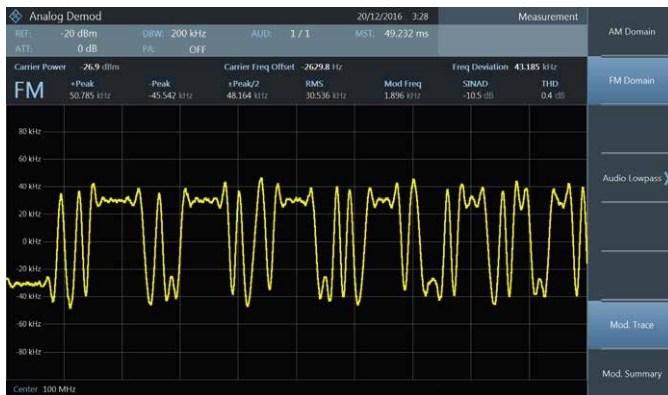 Analog Demod 20/12/2016 3:28 Measurement
REF: -20 dBm DBW: 200 kHz AUD: 1 / 1 MST: 49.232 ms
ATT: 0 dB PA: OFF
Carrier Power -26.9 dBm Carrier Freq Offset -2629.8 Hz Freq Deviation 43.185 kHz
FM +Peak -Peak ±Peak/2 RMS Mod Freq SINAD THD
50.785 kHz -45.542 kHz 48.164 kHz 30.536 kHz 1.896 kHz -10.5 dB 0.4 dB
80 kHz
60 kHz
40 kHz
20 kHz
0 kHz
-20 kHz
-40 kHz
-60 kHz
-80 kHz
Center 100 MHz
AM Domain
FM Domain
Audio Lowpass
Mod. Trace
Mod. Summary